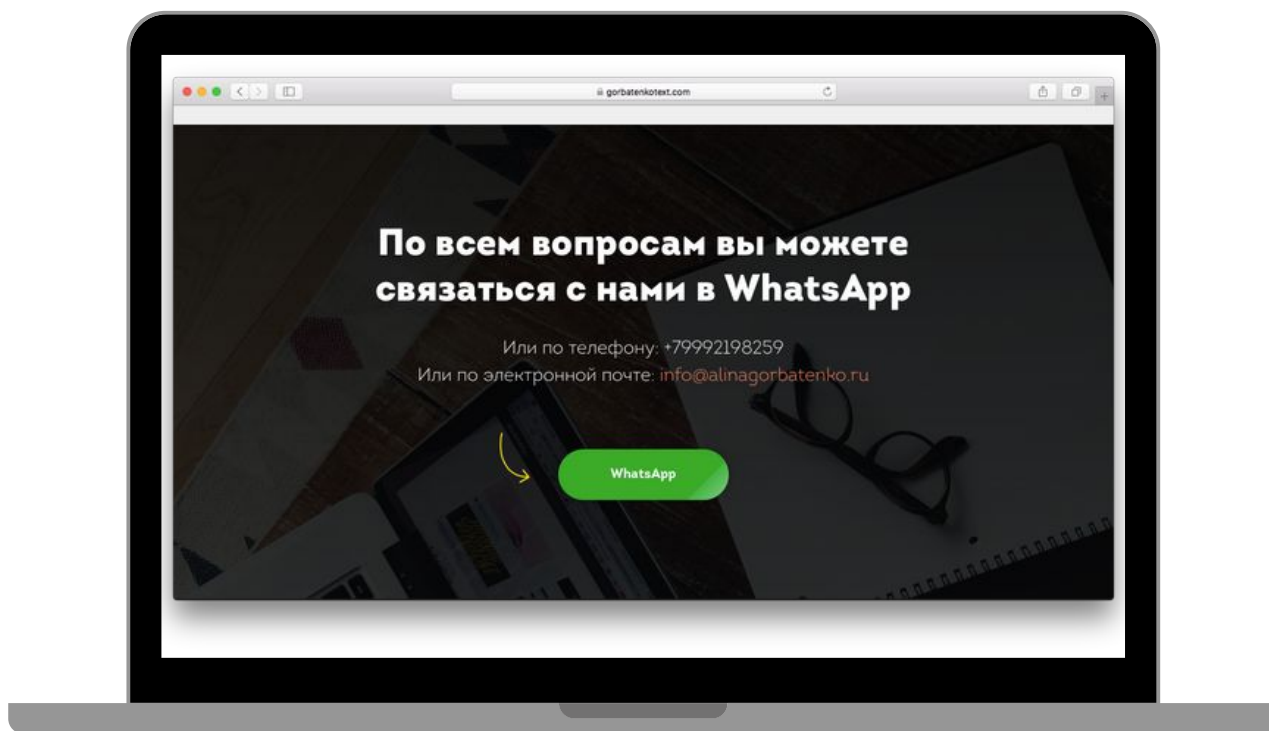 gorbatenkotext.com
По всем вопросам вы можете
связаться с нами в WhatsApp
Или по телефону: +79992198259
Или по электронной почте: info@alinagorbatenko.ru
WhatsApp